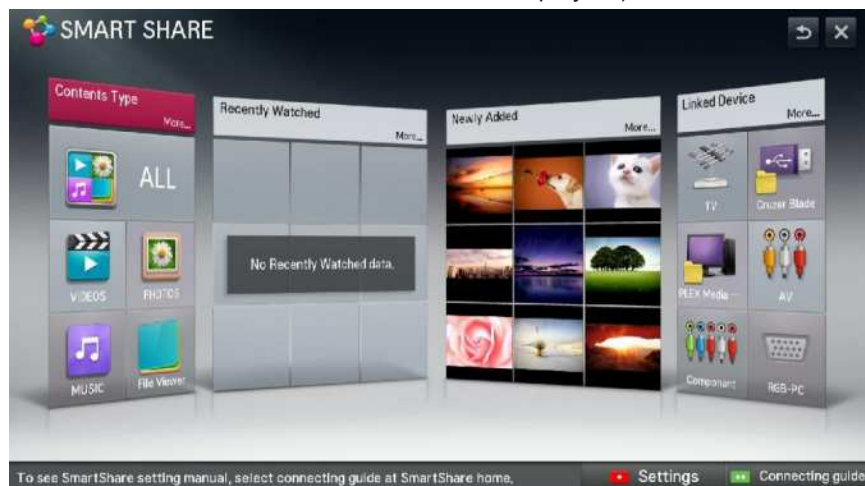 SMART SHARE
Contents Type
More...
ALL
VIDEOS
PHOTOS
MUSIC
File Viewer
Recently Watched
More...
No Recently Watched data.
Newly Added
More...
Linked Device
More...
TV
Cruzer Blade
PLEX Media ...
AV
Component
RGB-PC
To see SmartShare setting manual, select connecting guide at SmartShare home.
Settings
Connecting guide